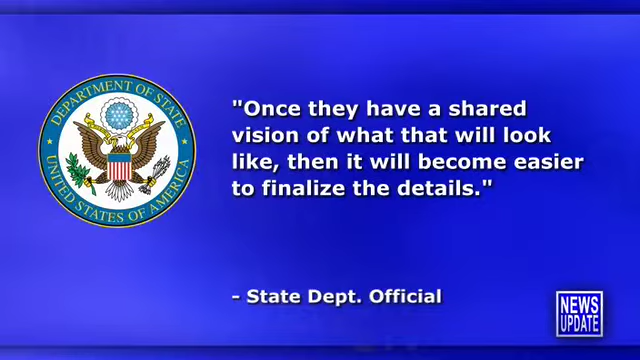 DEPARTMENT OF STATE
UNITED STATES OF AMERICA
"Once they have a shared
vision of what that will look
like, then it will become easier
to finalize the details."
- State Dept. Official
NEWS
UPDATE